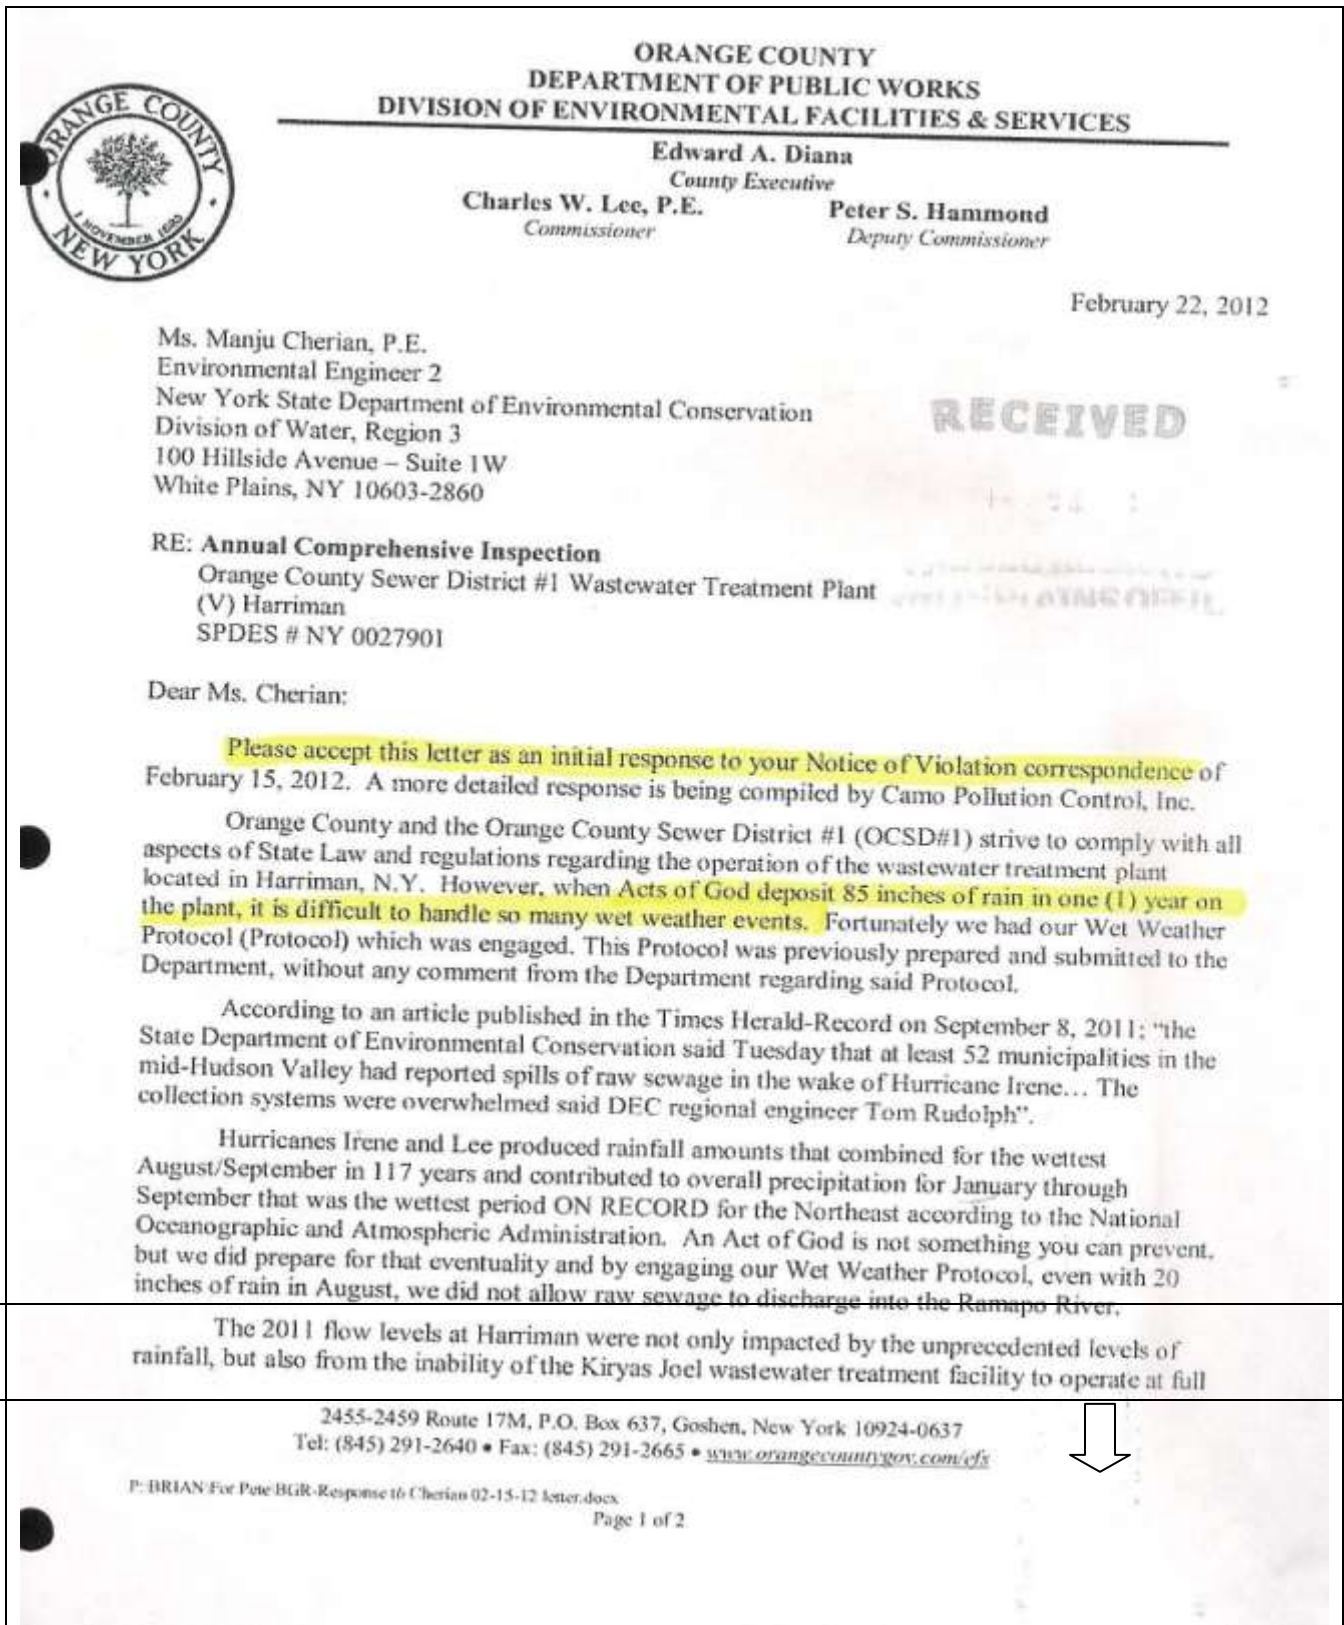 ORANGE COUNTY
DEPARTMENT OF PUBLIC WORKS
DIVISION OF ENVIRONMENTAL FACILITIES & SERVICES
ORANGE COUNTY
1 NOVEMBER 1680
NEW YORK
Edward A. Diana
County Executive
Charles W. Lee, P.E.
Commissioner
Peter S. Hammond
Deputy Commissioner
February 22, 2012
Ms. Manju Cherian, P.E.
Environmental Engineer 2
New York State Department of Environmental Conservation
Division of Water, Region 3
100 Hillside Avenue – Suite 1W
White Plains, NY 10603-2860
RECEIVED
RE: Annual Comprehensive Inspection
Orange County Sewer District #1 Wastewater Treatment Plant
(V) Harriman
SPDES # NY 0027901
Dear Ms. Cherian:
Please accept this letter as an initial response to your Notice of Violation correspondence of
February 15, 2012. A more detailed response is being compiled by Camo Pollution Control, Inc.
Orange County and the Orange County Sewer District #1 (OCSD#1) strive to comply with all
aspects of State Law and regulations regarding the operation of the wastewater treatment plant
located in Harriman, N.Y. However, when Acts of God deposit 85 inches of rain in one (1) year on
the plant, it is difficult to handle so many wet weather events. Fortunately we had our Wet Weather
Protocol (Protocol) which was engaged. This Protocol was previously prepared and submitted to the
Department, without any comment from the Department regarding said Protocol.
According to an article published in the Times Herald-Record on September 8, 2011; “the
State Department of Environmental Conservation said Tuesday that at least 52 municipalities in the
mid-Hudson Valley had reported spills of raw sewage in the wake of Hurricane Irene… The
collection systems were overwhelmed said DEC regional engineer Tom Rudolph”.
Hurricanes Irene and Lee produced rainfall amounts that combined for the wettest
August/September in 117 years and contributed to overall precipitation for January through
September that was the wettest period ON RECORD for the Northeast according to the National
Oceanographic and Atmospheric Administration. An Act of God is not something you can prevent,
but we did prepare for that eventuality and by engaging our Wet Weather Protocol, even with 20
inches of rain in August, we did not allow raw sewage to discharge into the Ramapo River.
The 2011 flow levels at Harriman were not only impacted by the unprecedented levels of
rainfall, but also from the inability of the Kiryas Joel wastewater treatment facility to operate at full
2455-2459 Route 17M, P.O. Box 637, Goshen, New York 10924-0637
Tel: (845) 291-2640 • Fax: (845) 291-2665 • www.orangecountygov.com/efs
P: BRIAN/For Pete/BGR-Response to Cherian 02-15-12 letter.docx
Page 1 of 2